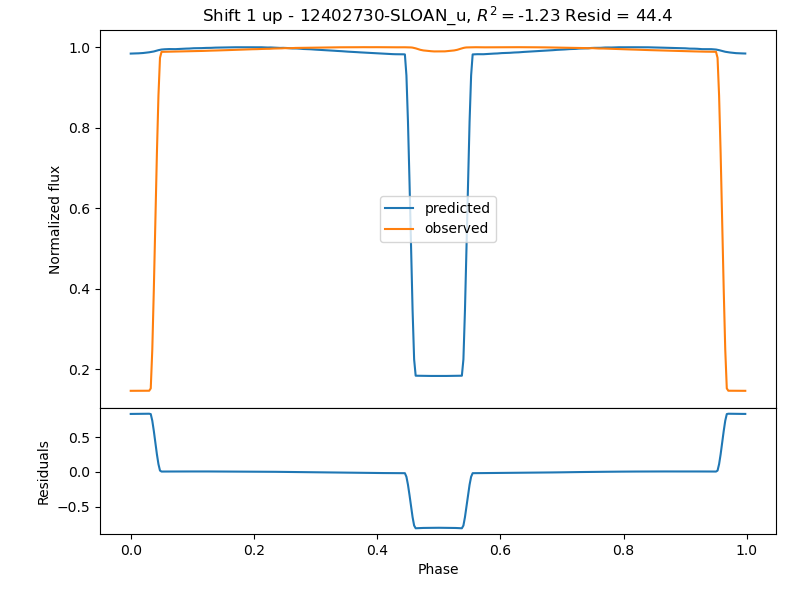 Shift 1 up - 12402730-SLOAN_u, R² = -1.23 Resid = 44.4
1.0
0.8
0.6
0.4
0.2
Normalized flux
predicted
observed
0.5
0.0
−0.5
Residuals
0.0 0.2 0.4 0.6 0.8 1.0
Phase